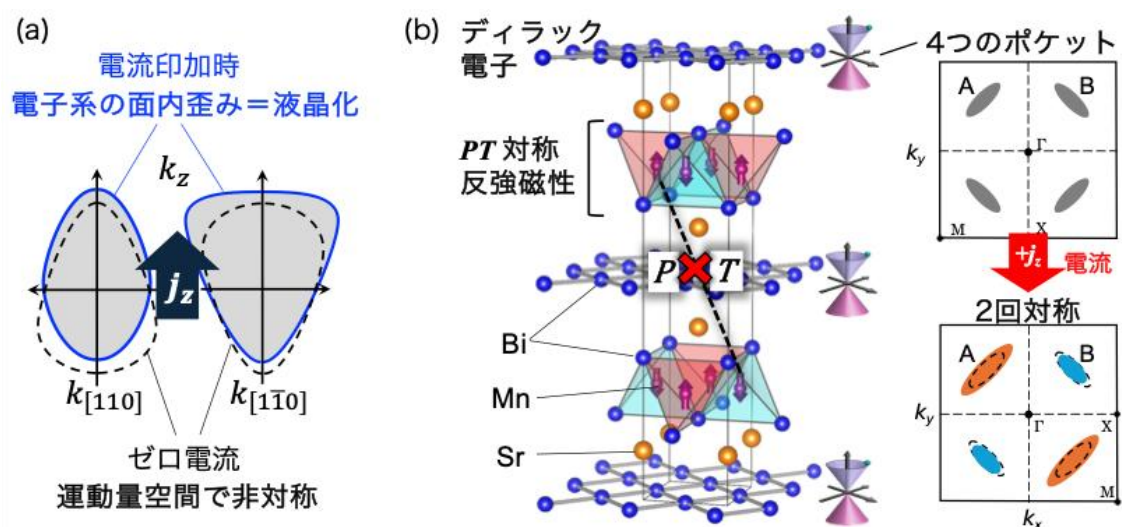 (a)
電流印加時
電子系の面内歪み=液晶化
k_z
j_z
k_[110]
k_[11̄0]
ゼロ電流
運動量空間で非対称
(b)
ディラック
電子
PT 対称
反強磁性
P T
Bi
Mn
Sr
4つのポケット
A B
Γ
k_y
M X
+j_z 電流
2回対称
A B
k_y Γ X
M
k_x